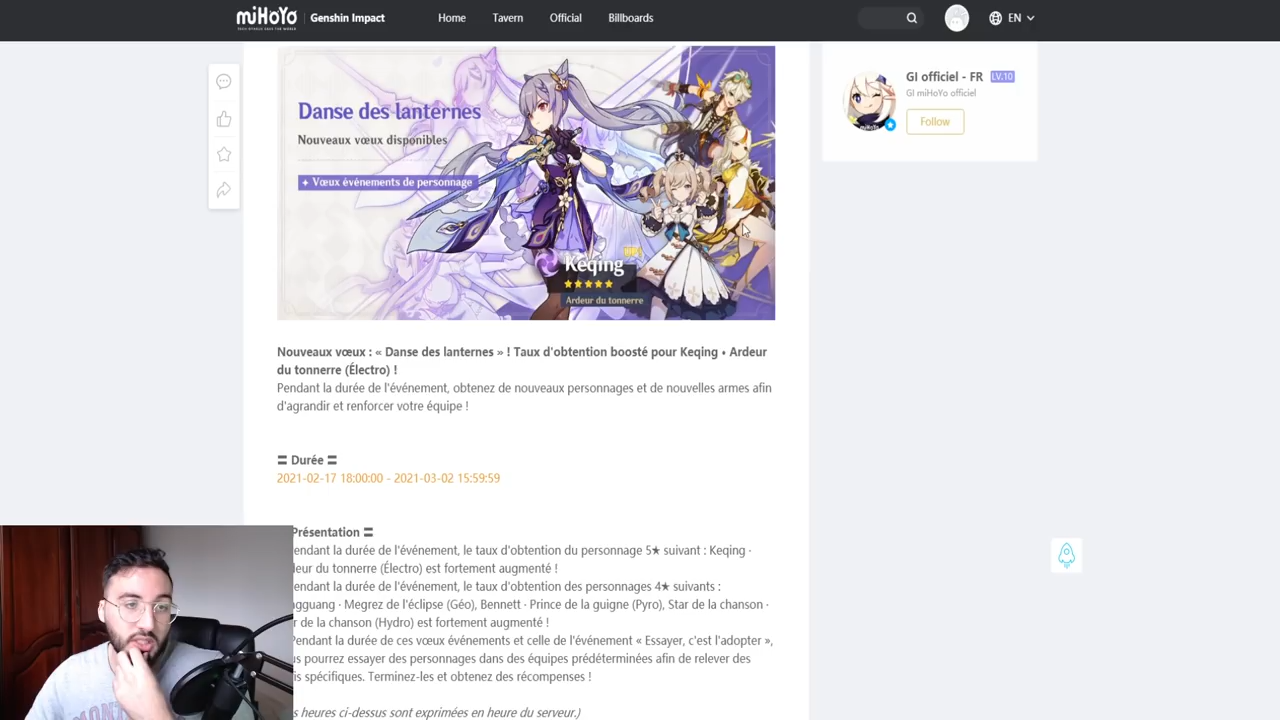 miHoYo
Genshin Impact
Home
Tavern
Official
Billboards
EN
Danse des lanternes
Nouveaux vœux disponibles
Vœux événements de personnage
Keqing
Ardeur du tonnerre
GI officiel - FR LV.10
GI miHoYo officiel
Follow
Nouveaux vœux : « Danse des lanternes » ! Taux d'obtention boosté pour Keqing • Ardeur
du tonnerre (Électro) !
Pendant la durée de l'événement, obtenez de nouveaux personnages et de nouvelles armes afin
d'agrandir et renforcer votre équipe !
〓 Durée 〓
2021-02-17 18:00:00 - 2021-03-02 15:59:59
Présentation 〓
endant la durée de l'événement, le taux d'obtention du personnage 5★ suivant : Keqing ·
deur du tonnerre (Électro) est fortement augmenté !
endant la durée de l'événement, le taux d'obtention des personnages 4★ suivants :
gguang · Megrez de l'éclipse (Géo), Bennett · Prince de la guigne (Pyro), Star de la chanson ·
r de la chanson (Hydro) est fortement augmenté !
Pendant la durée de ces vœux événements et celle de l'événement « Essayer, c'est l'adopter »,
s pourrez essayer des personnages dans des équipes prédéterminées afin de relever des
is spécifiques. Terminez-les et obtenez des récompenses !
s heures ci-dessus sont exprimées en heure du serveur.)